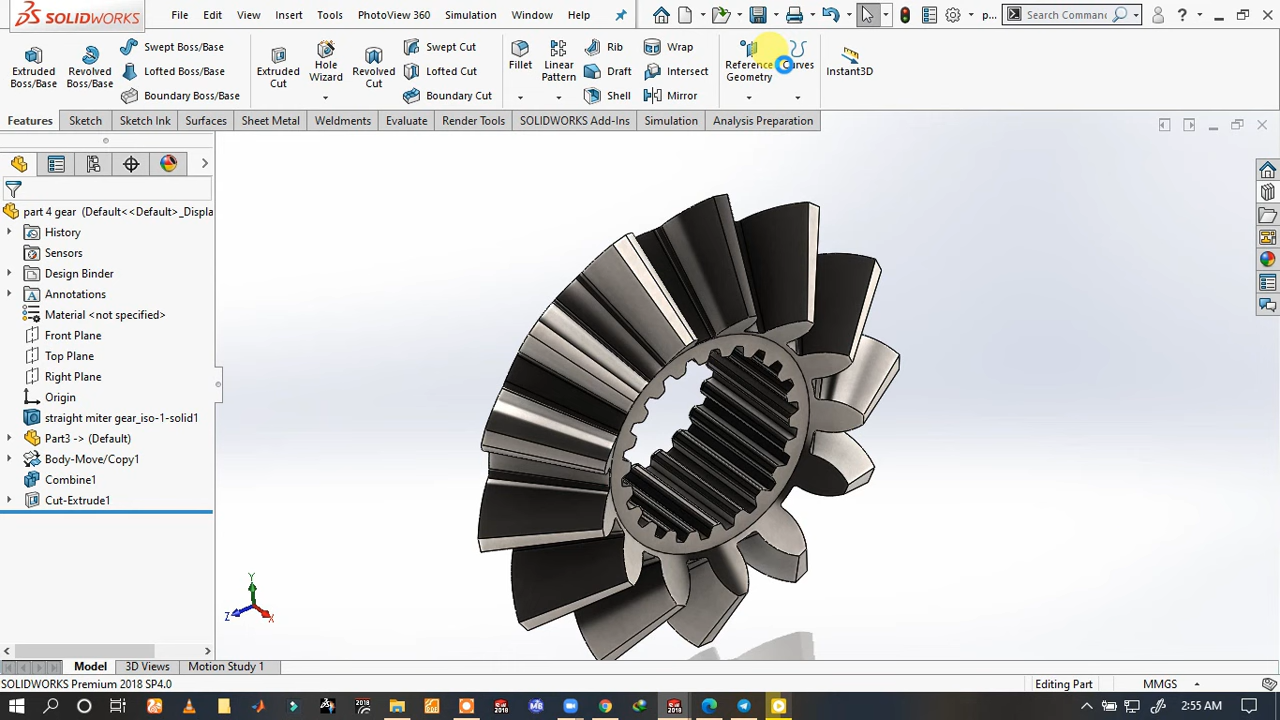 SOLIDWORKS File Edit View Insert Tools PhotoView 360 Simulation Window Help p... Search Comman
Extruded Boss/Base
Revolved Boss/Base
Swept Boss/Base
Lofted Boss/Base
Boundary Boss/Base
Extruded Cut
Hole Wizard
Revolved Cut
Swept Cut
Lofted Cut
Boundary Cut
Fillet
Linear Pattern
Rib
Draft
Shell
Wrap
Intersect
Mirror
Reference Geometry
Curves
Instant3D
Features Sketch Sketch Ink Surfaces Sheet Metal Weldments Evaluate Render Tools SOLIDWORKS Add-Ins Simulation Analysis Preparation
part 4 gear (Default<<Default>_Displa
History
Sensors
Design Binder
Annotations
Material <not specified>
Front Plane
Top Plane
Right Plane
Origin
straight miter gear_iso-1-solid1
Part3 -> (Default)
Body-Move/Copy1
Combine1
Cut-Extrude1
Y
Z
X
Model 3D Views Motion Study 1
SOLIDWORKS Premium 2018 SP4.0 Editing Part MMGS
2:55 AM